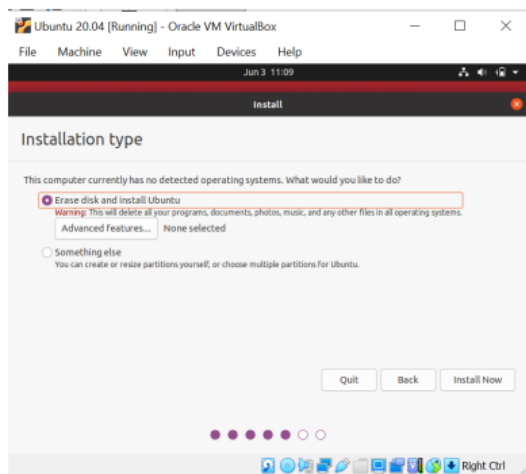 Ubuntu 20.04 [Running] - Oracle VM VirtualBox
File Machine View Input Devices Help
Jun 3 11:09
Install
Installation type
This computer currently has no detected operating systems. What would you like to do?
Erase disk and install Ubuntu
Warning: This will delete all your programs, documents, photos, music, and any other files in all operating systems.
Advanced features... None selected
Something else
You can create or resize partitions yourself, or choose multiple partitions for Ubuntu.
Quit Back Install Now
Right Ctrl